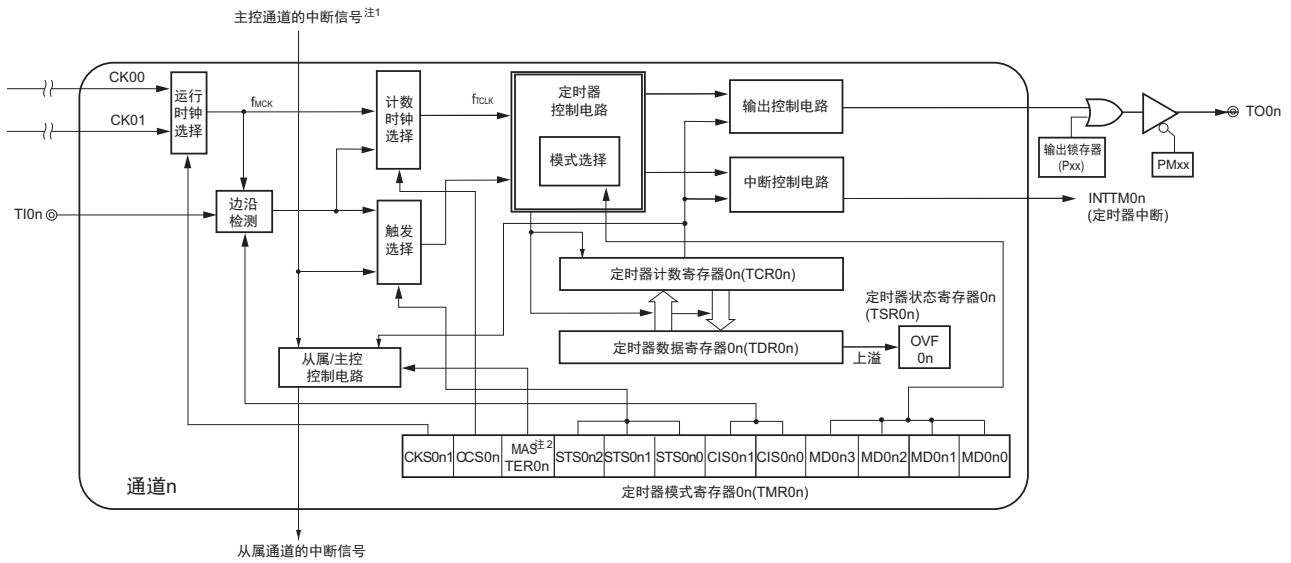 主控通道的中断信号注1
CK00
CK01
运行
时钟
选择
fMCK
计数
时钟
选择
fTCLK
定时器
控制电路
模式选择
输出控制电路
TO0n
输出锁存器
(Pxx)
PMxx
中断控制电路
INTTM0n
(定时器中断)
TI0n
边沿
检测
触发
选择
定时器计数寄存器0n(TCR0n)
定时器状态寄存器0n
(TSR0n)
定时器数据寄存器0n(TDR0n)
上溢
OVF
0n
从属/主控
控制电路
CKS0n1
CCS0n
MAS注2
TER0n
STS0n2
STS0n1
STS0n0
CIS0n1
CIS0n0
MD0n3
MD0n2
MD0n1
MD0n0
通道n
定时器模式寄存器0n(TMR0n)
从属通道的中断信号